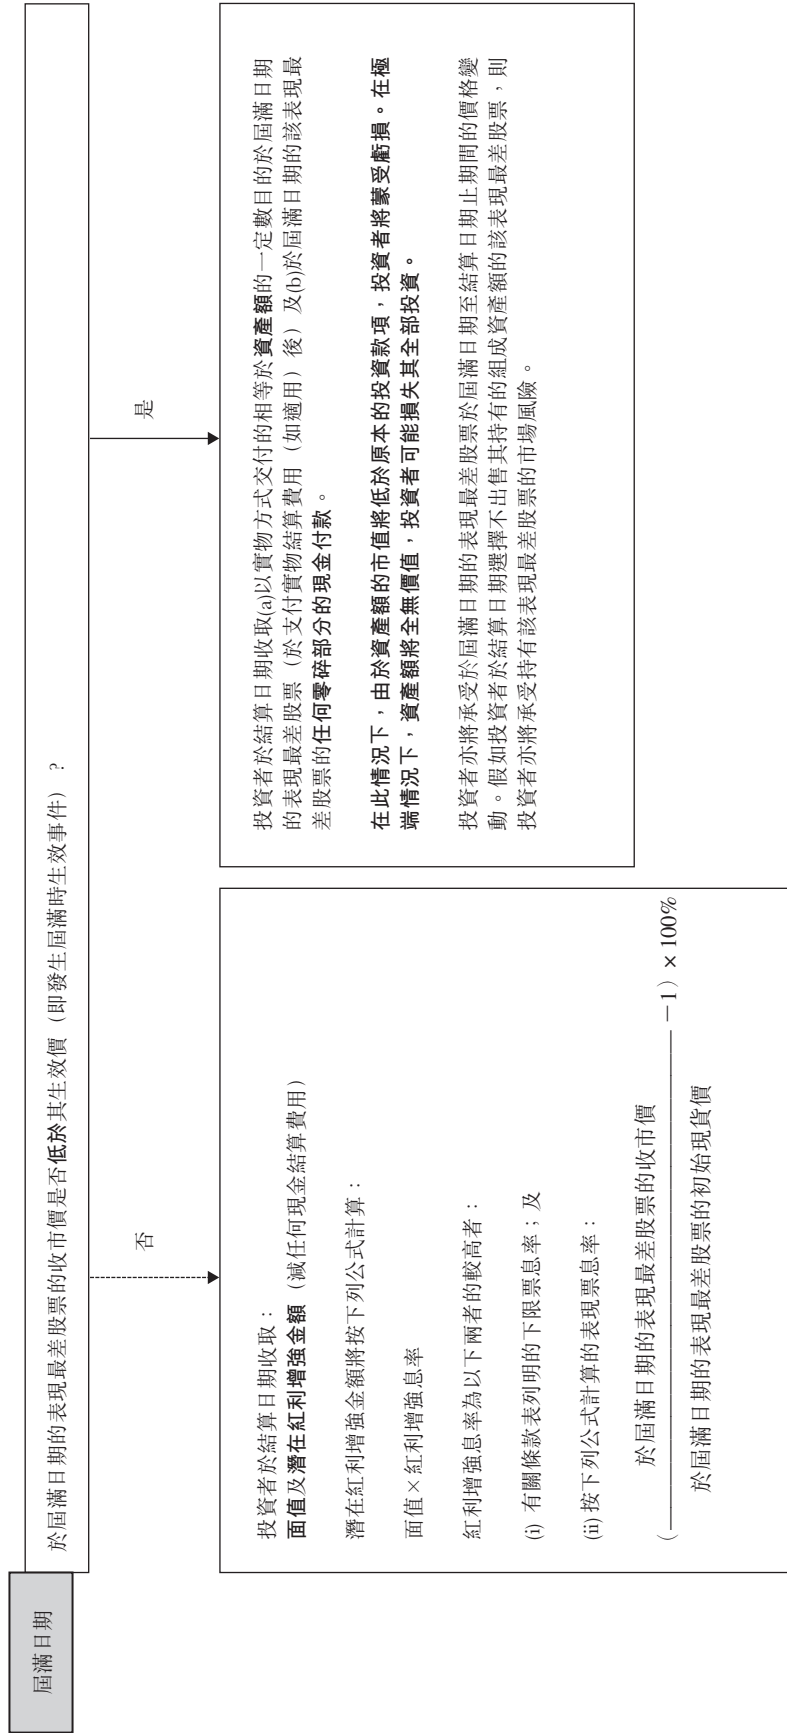 屆滿日期
於屆滿日期的表現最差股票的收市價是否低於其生效價（即發生屆滿時生效事件）?
否
是
投資者於結算日期收取：
面值及潛在紅利增強金額（減任何現金結算費用）
潛在紅利增強金額將按下列公式計算：
面值×紅利增強息率
紅利增強息率為以下兩者的較高者：
(i) 有關條款表列明的下限票息率；及
(ii) 按下列公式計算的表現票息率：
於屆滿日期的表現最差股票的收市價
( －1 ) × 100%
於屆滿日期的表現最差股票的初始現貨價
投資者於結算日期收取(a)以實物方式交付的相等於資產額的一定數目的於屆滿日期
的表現最差股票（於支付實物結算費用（如適用）後）及(b)於屆滿日期的該表現最
差股票的任何零碎部分的現金付款。
在此情況下，由於資產額的市值將低於原本的投資款項，投資者將蒙受虧損。在極
端情況下，資產額將全無價值，投資者可能損失其全部投資。
投資者亦將承受於屆滿日期的表現最差股票於屆滿日期至結算日期止期間的價格變
動。假如投資者於結算日期選擇不出售其持有的組成資產額的該表現最差股票，則
投資者亦將承受持有該表現最差股票的市場風險。